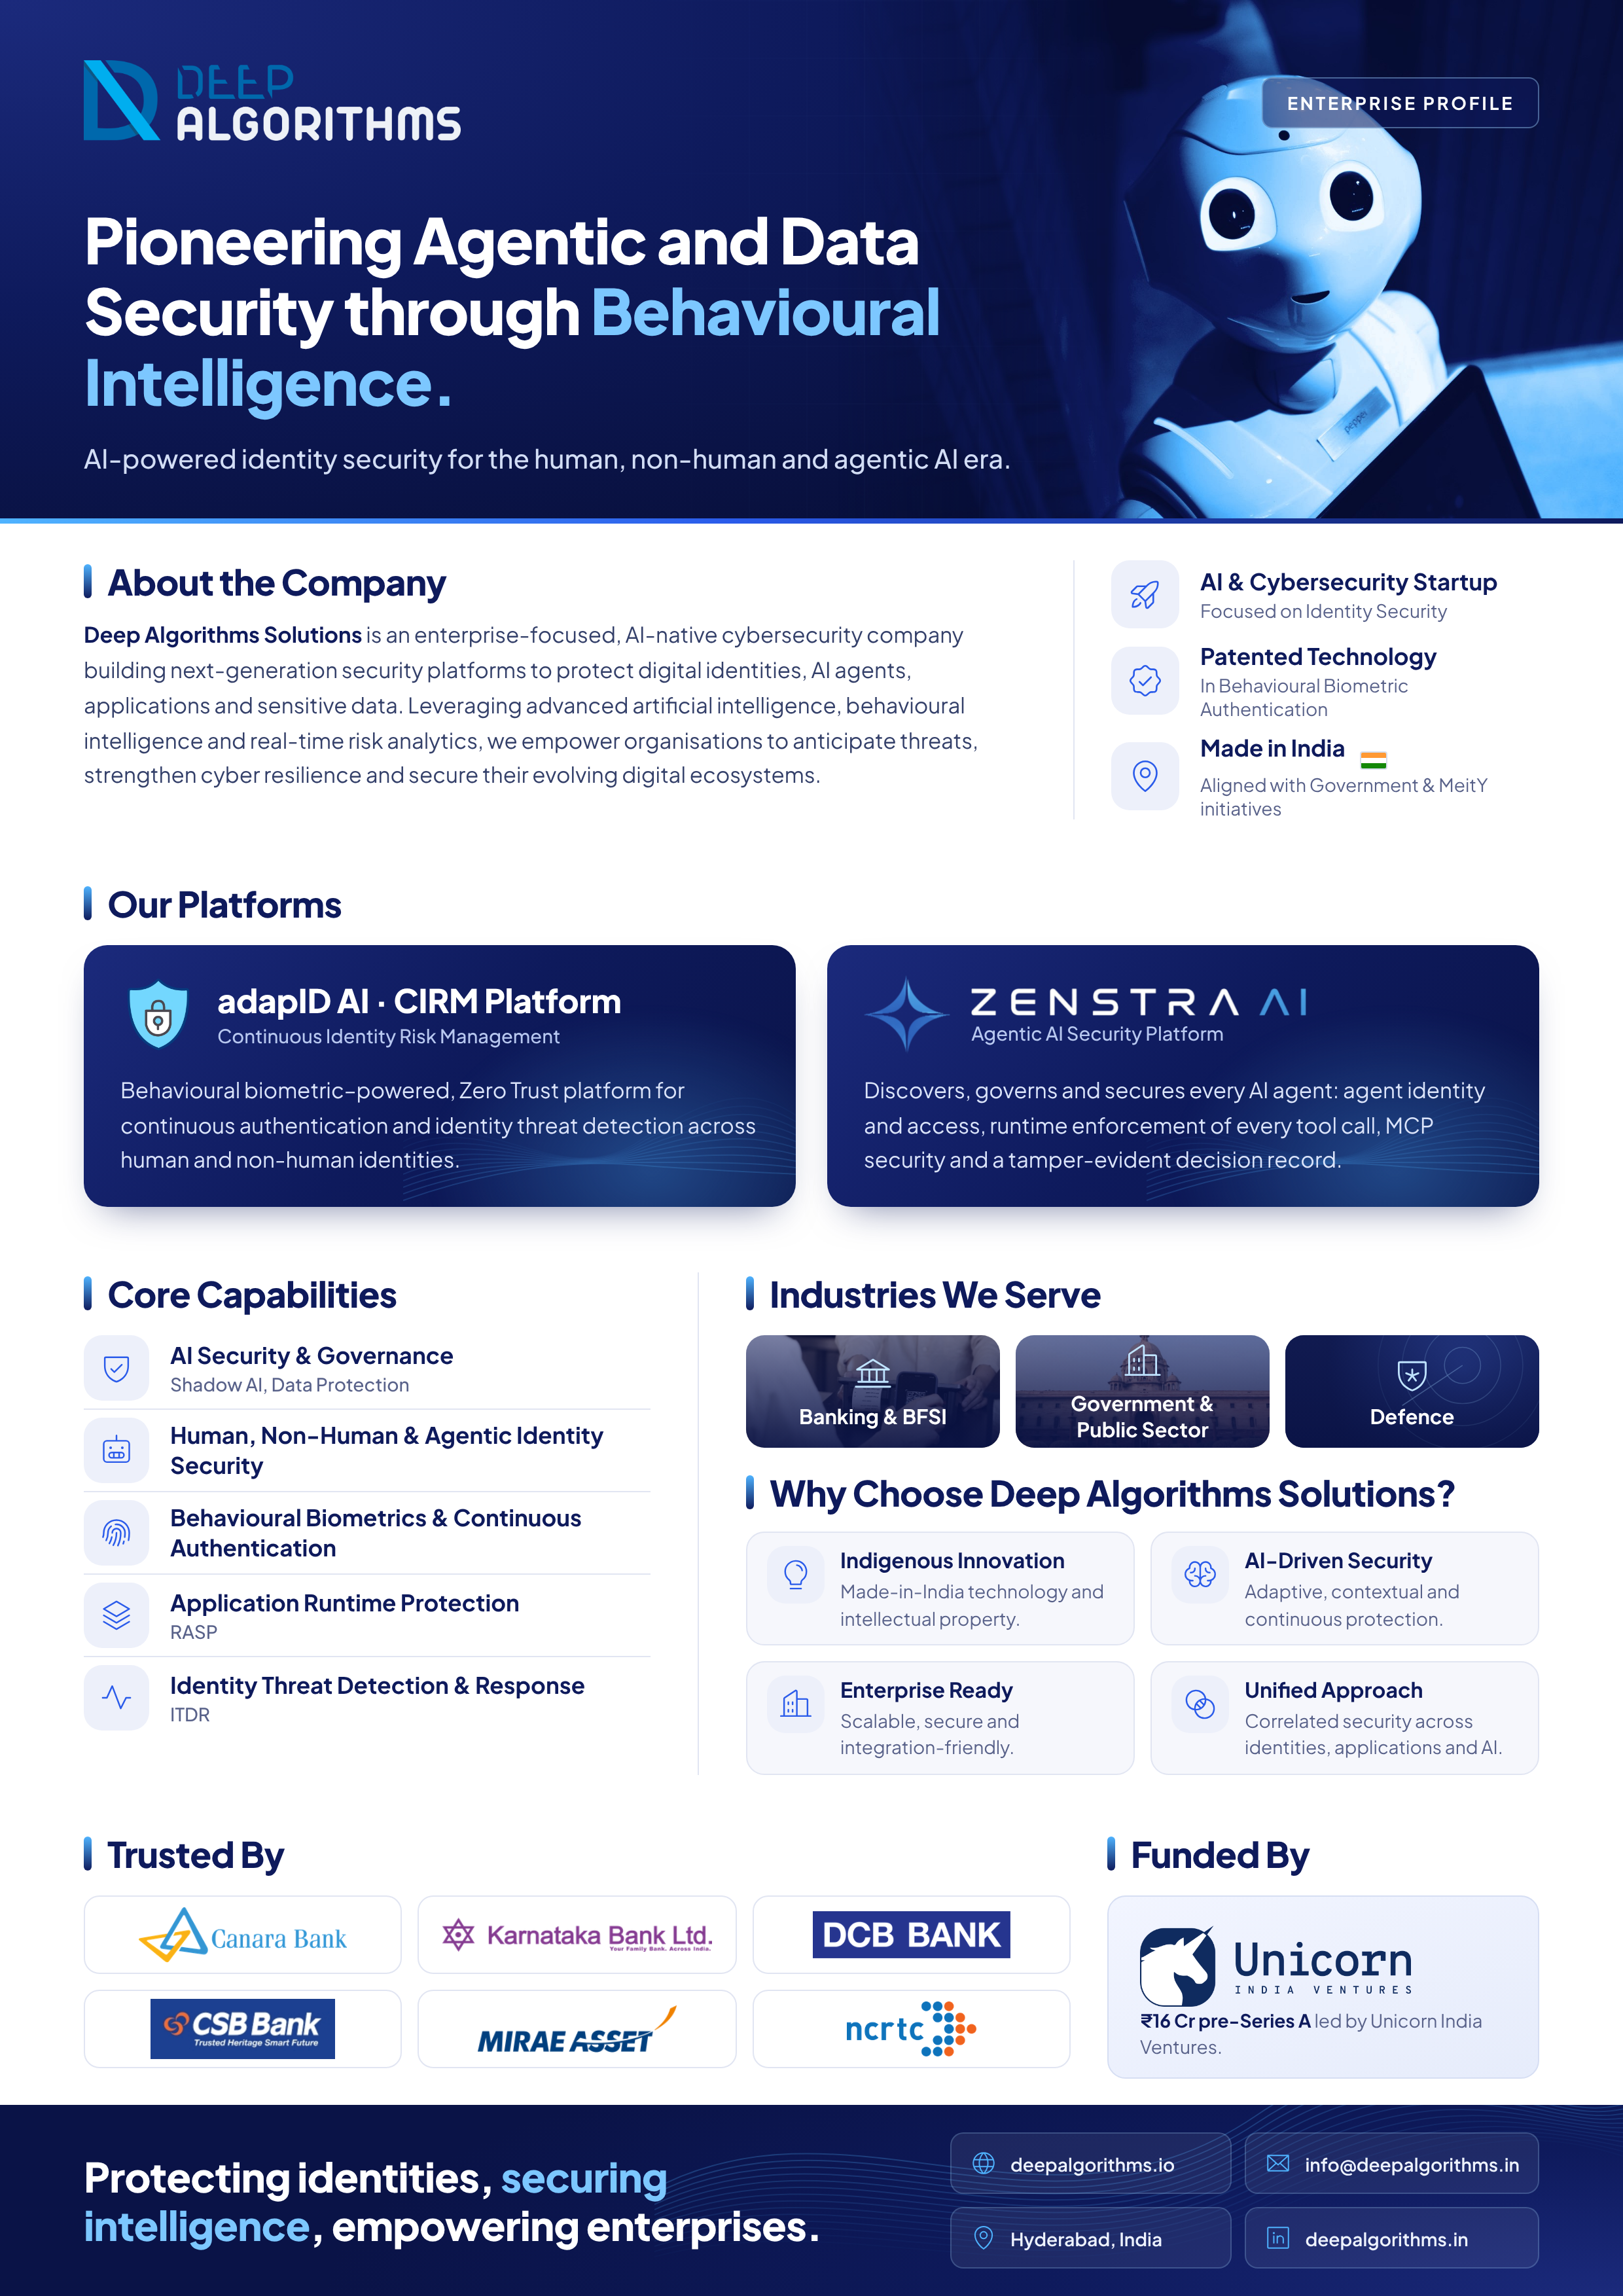 DEEP
ALGORITHMS
ENTERPRISE PROFILE
Pioneering Agentic and Data
Security through Behavioural
Intelligence.
AI-powered identity security for the human, non-human and agentic AI era.
pepper
About the Company
Deep Algorithms Solutions is an enterprise-focused, AI-native cybersecurity company
building next-generation security platforms to protect digital identities, AI agents,
applications and sensitive data. Leveraging advanced artificial intelligence, behavioural
intelligence and real-time risk analytics, we empower organisations to anticipate threats,
strengthen cyber resilience and secure their evolving digital ecosystems.
AI & Cybersecurity Startup
Focused on Identity Security
Patented Technology
In Behavioural Biometric
Authentication
Made in India
Aligned with Government & MeitY
initiatives
Our Platforms
adapID AI · CIRM Platform
Continuous Identity Risk Management
Behavioural biometric-powered, Zero Trust platform for
continuous authentication and identity threat detection across
human and non-human identities.
ZENSTRA AI
Agentic AI Security Platform
Discovers, governs and secures every AI agent: agent identity
and access, runtime enforcement of every tool call, MCP
security and a tamper-evident decision record.
Core Capabilities
AI Security & Governance
Shadow AI, Data Protection
Human, Non-Human & Agentic Identity
Security
Behavioural Biometrics & Continuous
Authentication
Application Runtime Protection
RASP
Identity Threat Detection & Response
ITDR
Industries We Serve
Banking & BFSI
Government &
Public Sector
Defence
Why Choose Deep Algorithms Solutions?
Indigenous Innovation
Made-in-India technology and
intellectual property.
AI-Driven Security
Adaptive, contextual and
continuous protection.
Enterprise Ready
Scalable, secure and
integration-friendly.
Unified Approach
Correlated security across
identities, applications and AI.
Trusted By
Canara Bank
Karnataka Bank Ltd.
Your Family Bank. Across India.
DCB BANK
CSB Bank
Trusted Heritage Smart Future
MIRAE ASSET
ncrtc
Funded By
Unicorn
INDIA VENTURES
₹16 Cr pre-Series A led by Unicorn India
Ventures.
Protecting identities, securing
intelligence, empowering enterprises.
deepalgorithms.io
info@deepalgorithms.in
Hyderabad, India
in
deepalgorithms.in